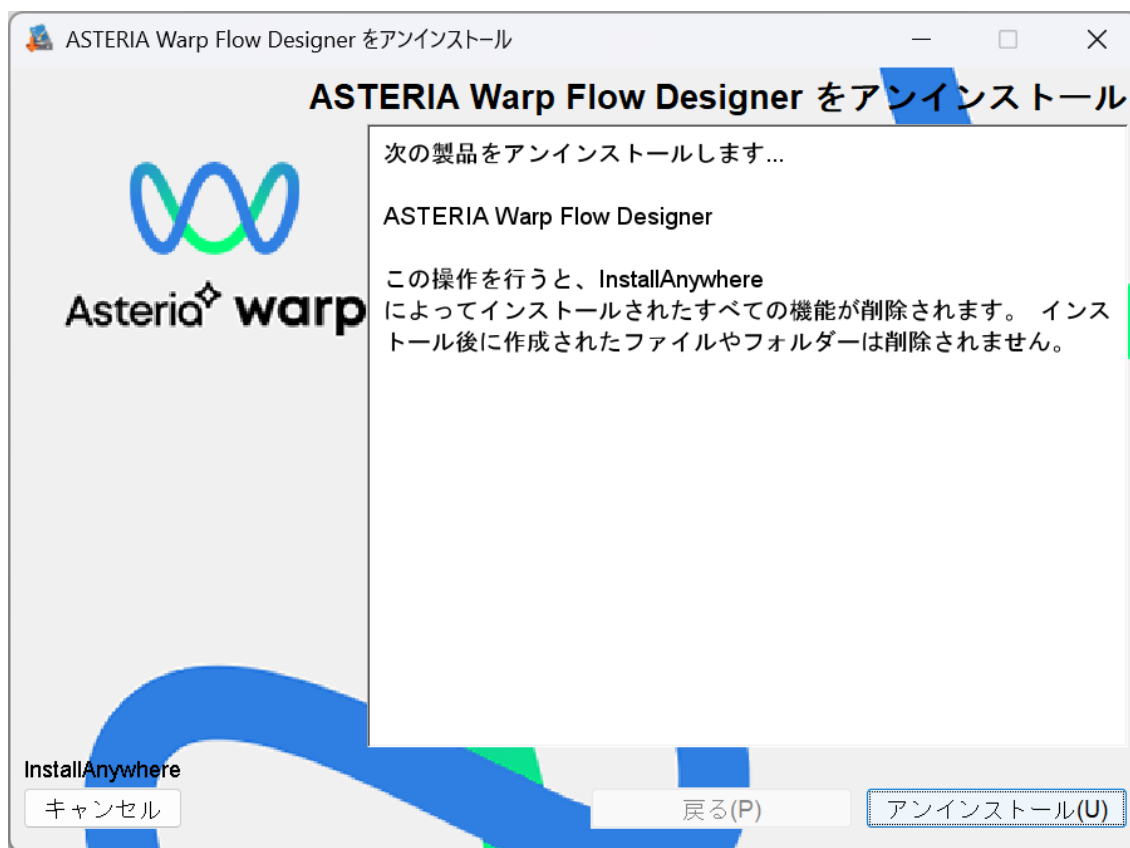 ASTERIA Warp Flow Designer をアンインストール
ASTERIA Warp Flow Designer をアンインストール
Asteria warp
次の製品をアンインストールします...
ASTERIA Warp Flow Designer
この操作を行うと、InstallAnywhere
によってインストールされたすべての機能が削除されます。 インス
トール後に作成されたファイルやフォルダーは削除されません。
InstallAnywhere
キャンセル
戻る(P)
アンインストール(U)